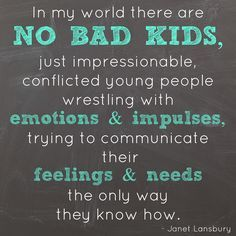 In my world there are
NO BAD KIDS,
just impressionable,
conflicted young people
wrestling with
emotions & impulses,
trying to communicate
their
feelings & needs
the only way
they know how.
- Janet Lansbury